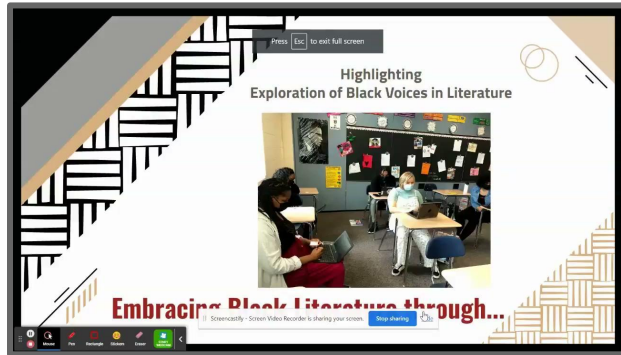 Press Esc to exit full screen
Highlighting
Exploration of Black Voices in Literature
Embracing Black Literature through...
Screencastify - Screen Video Recorder is sharing your screen.
Stop sharing
Mouse
Pen
Rectangle
Stickers
Eraser